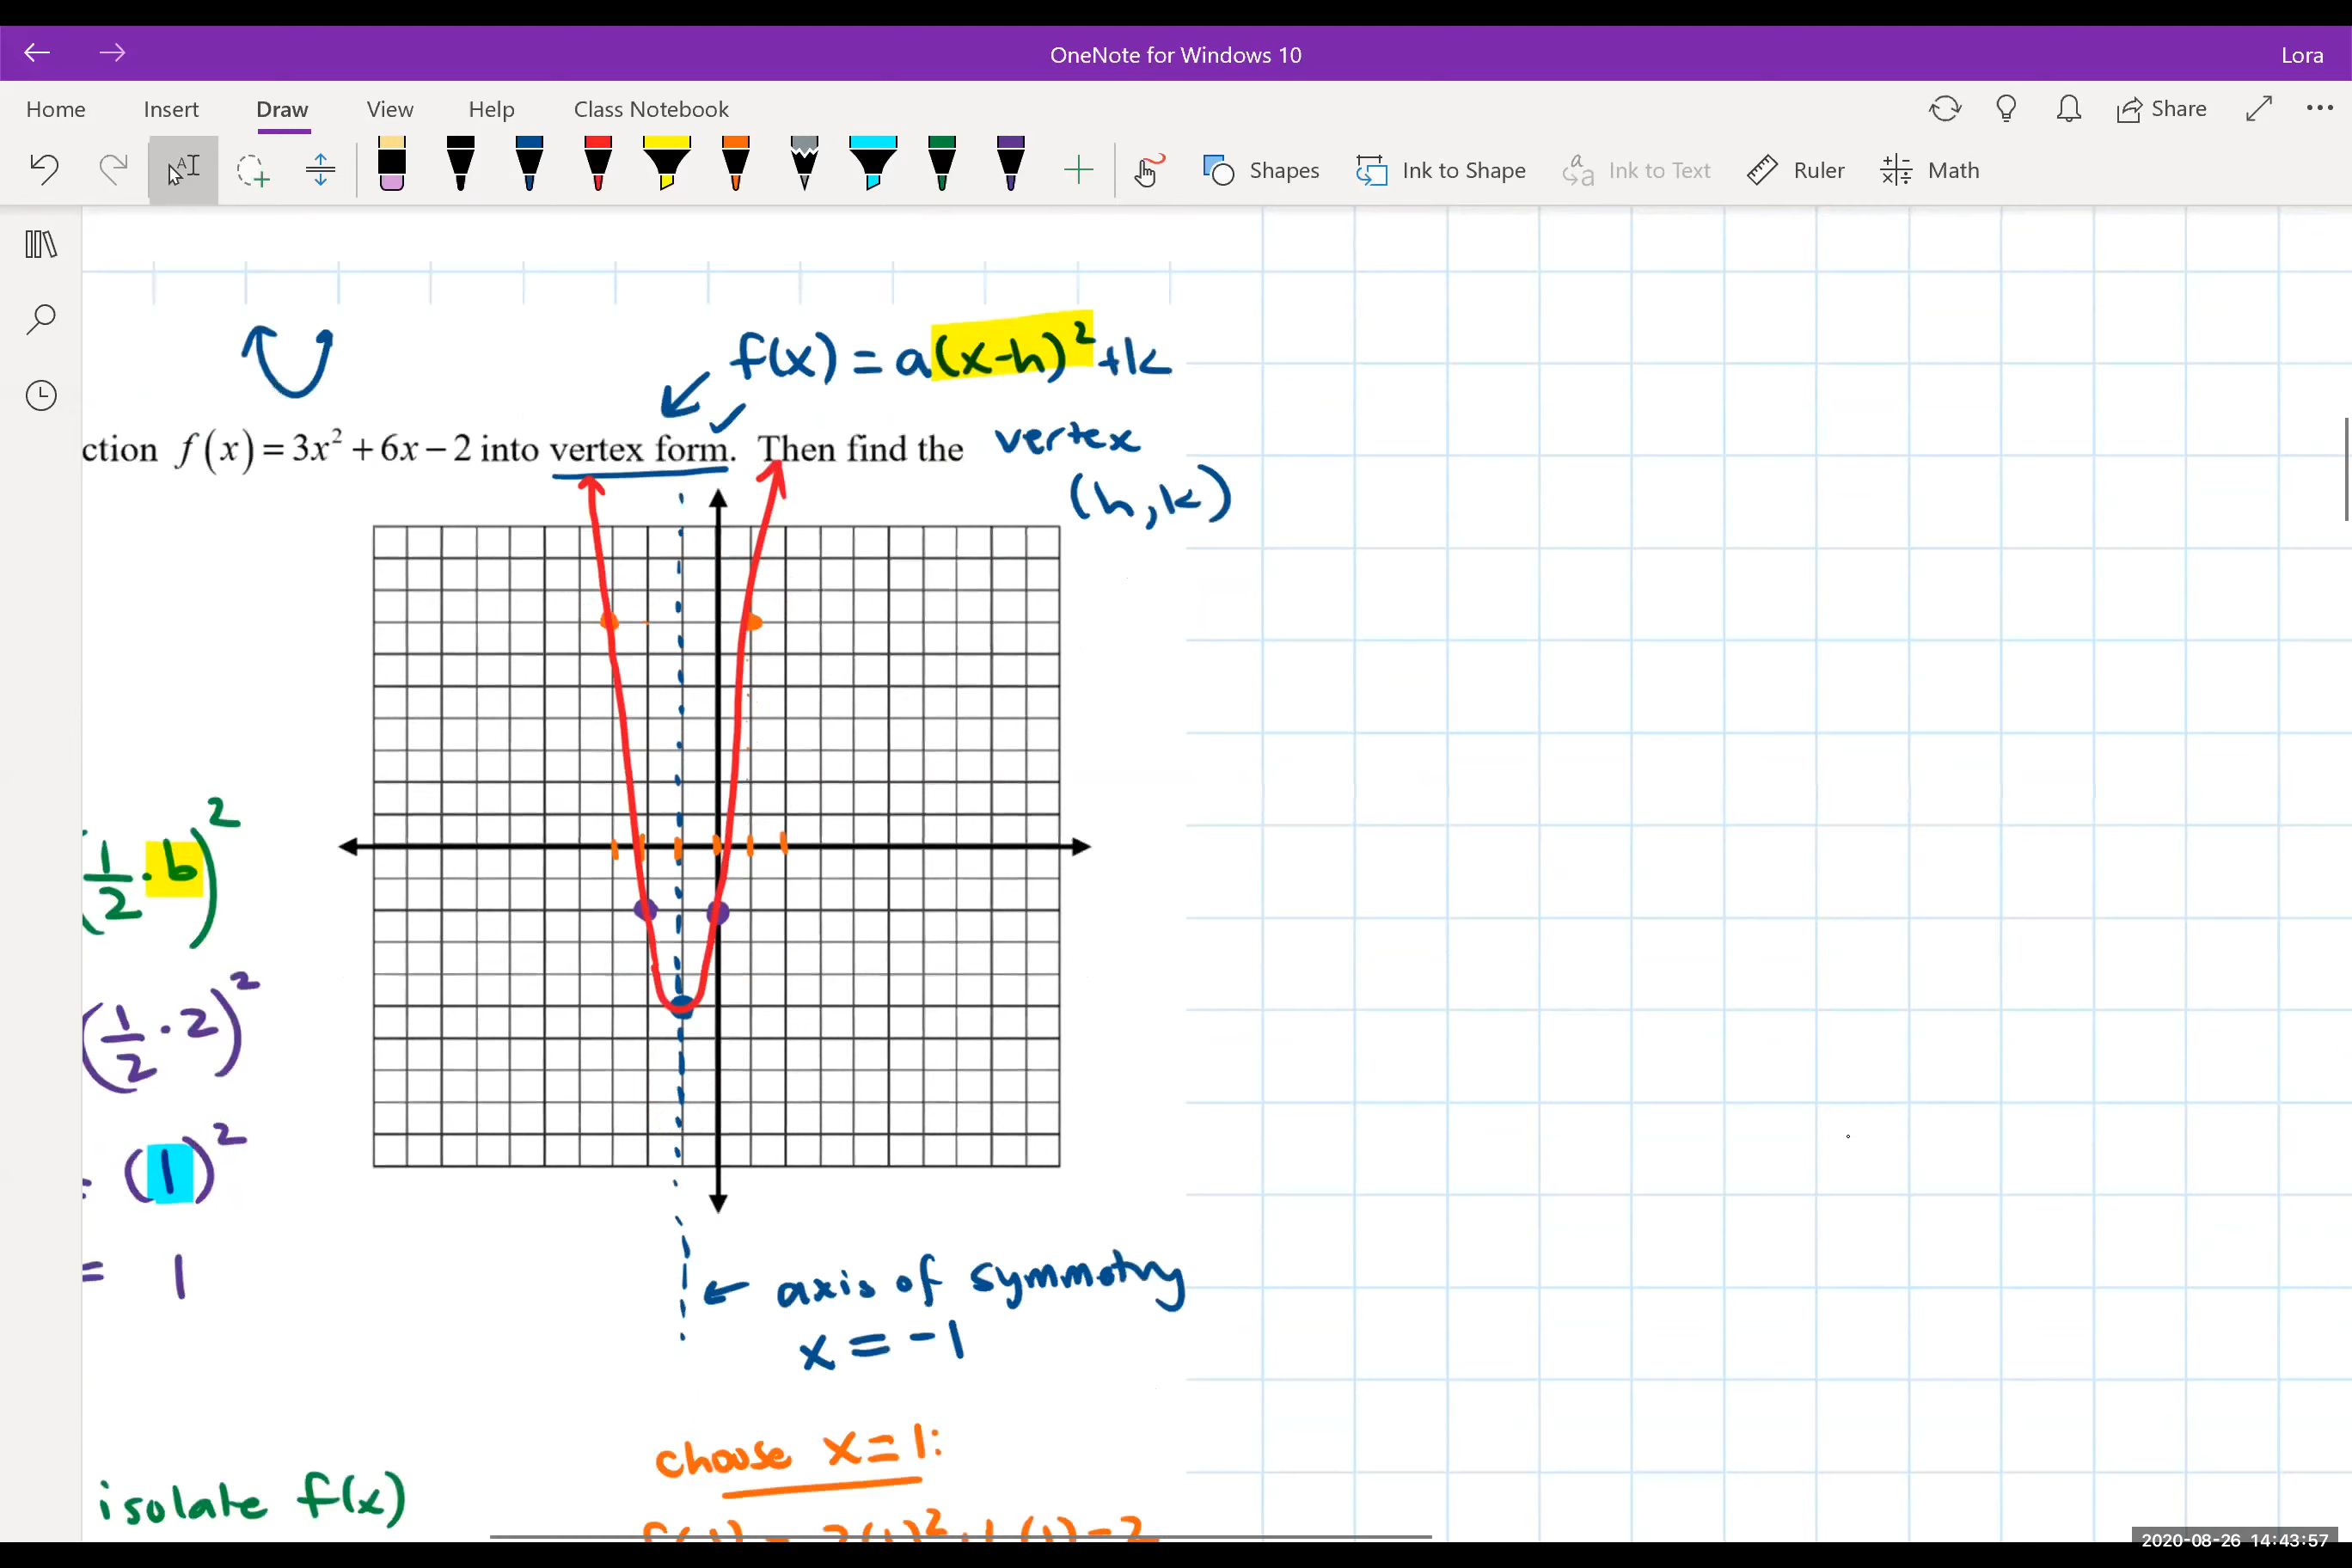 OneNote for Windows 10
Lora
Home Insert Draw View Help Class Notebook
Share
Shapes Ink to Shape Ink to Text Ruler Math
f(x) = a(x-h)² + k
ction f(x) = 3x² + 6x − 2 into vertex form. Then find the
vertex
(h, k)
(1/2 · b)²
(1/2 · 2)²
= (1)²
= 1
← axis of symmetry
x = -1
choose x = 1:
isolate f(x)
2020-08-26 14:43:57